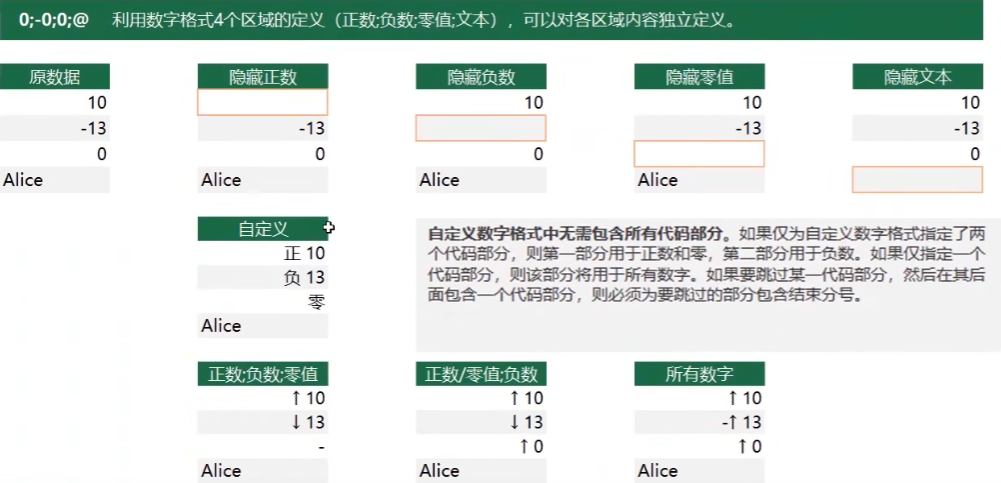 0;-0;0;@ 利用数字格式4个区域的定义（正数;负数;零值;文本），可以对各区域内容独立定义。
原数据 隐藏正数 隐藏负数 隐藏零值 隐藏文本
10 10 10 10
-13 -13 -13 -13
0 0 0 0
Alice Alice Alice Alice
自定义
正 10
负 13
零
Alice
自定义数字格式中无需包含所有代码部分。如果仅为自定义数字格式指定了两
个代码部分，则第一部分用于正数和零，第二部分用于负数。如果仅指定一个
代码部分，则该部分将用于所有数字。如果要跳过某一代码部分，然后在其后
面包含一个代码部分，则必须为要跳过的部分包含结束分号。
正数;负数;零值 正数/零值;负数 所有数字
↑10 ↑10 ↑10
↓13 ↓13 -↑13
- ↑0 ↑0
Alice Alice Alice